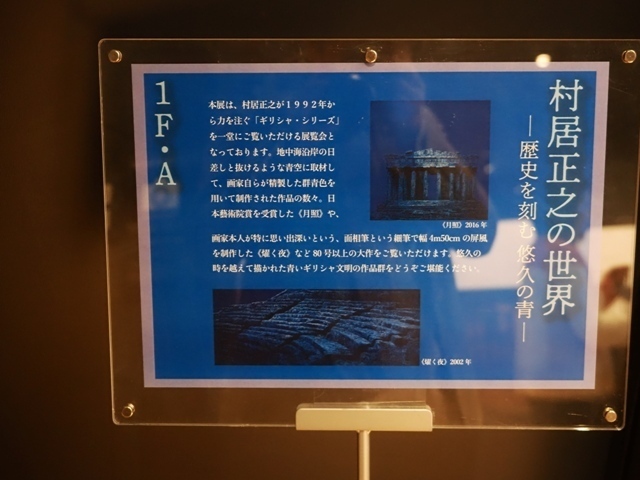 村居正之の世界
―歴史を刻む 悠久の青―
1F・A
本展は、村居正之が1992年か
ら力を注ぐ「ギリシャ・シリーズ」
を一堂にご覧いただける展覧会と
なっております。地中海沿岸の日
差しと抜けるような青空に取材し
て、画家自らが精製した群青色を
用いて制作された作品の数々。日
本藝術院賞を受賞した《月照》や、
画家本人が特に思い出深いという、面相筆という細筆で幅4m50cmの屏風
を制作した《耀く夜》など80号以上の大作をご覧いただけます。悠久の
時を越えて描かれた青いギリシャ文明の作品群をどうぞご堪能ください。
《月照》2016年
《耀く夜》2002年